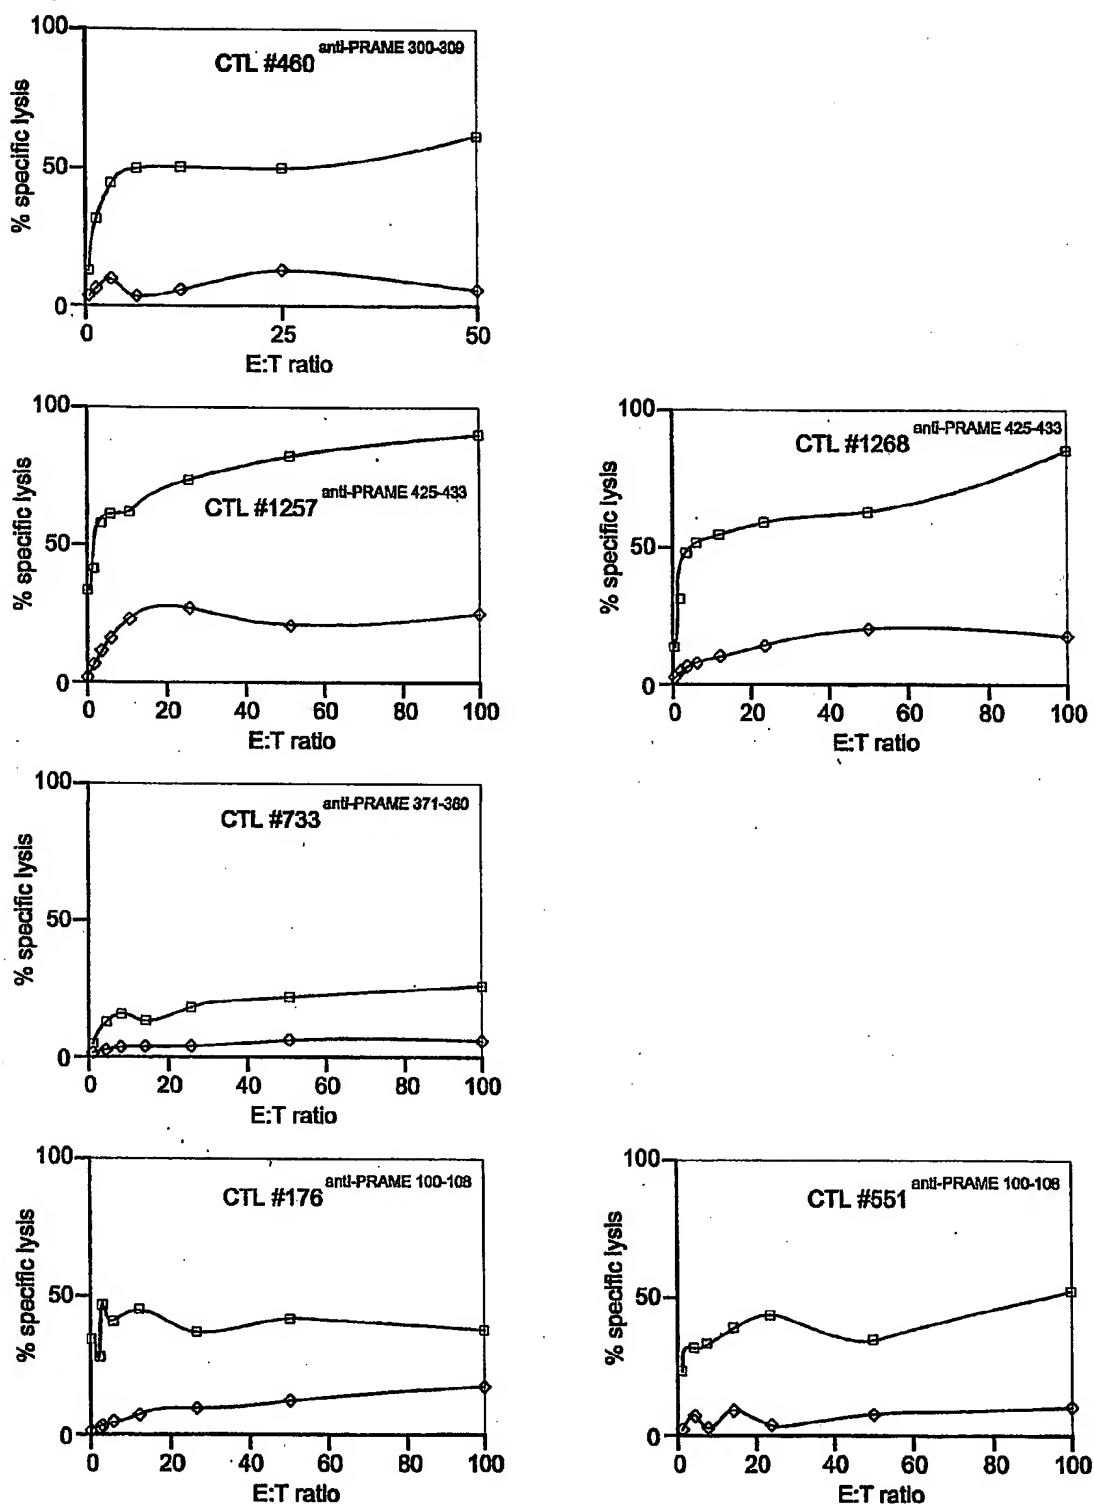 100
CTL #460 anti-PRAME 300-309
% specific lysis
50
0
0 25 50
E:T ratio
100
CTL #1257 anti-PRAME 425-433
% specific lysis
50
0
0 20 40 60 80 100
E:T ratio
100
CTL #1268 anti-PRAME 425-433
% specific lysis
50
0
0 20 40 60 80 100
E:T ratio
100
CTL #733 anti-PRAME 371-380
% specific lysis
50
0
0 20 40 60 80 100
E:T ratio
100
CTL #176 anti-PRAME 100-108
% specific lysis
50
0
0 20 40 60 80 100
E:T ratio
100
CTL #551 anti-PRAME 100-108
% specific lysis
50
0
0 20 40 60 80 100
E:T ratio